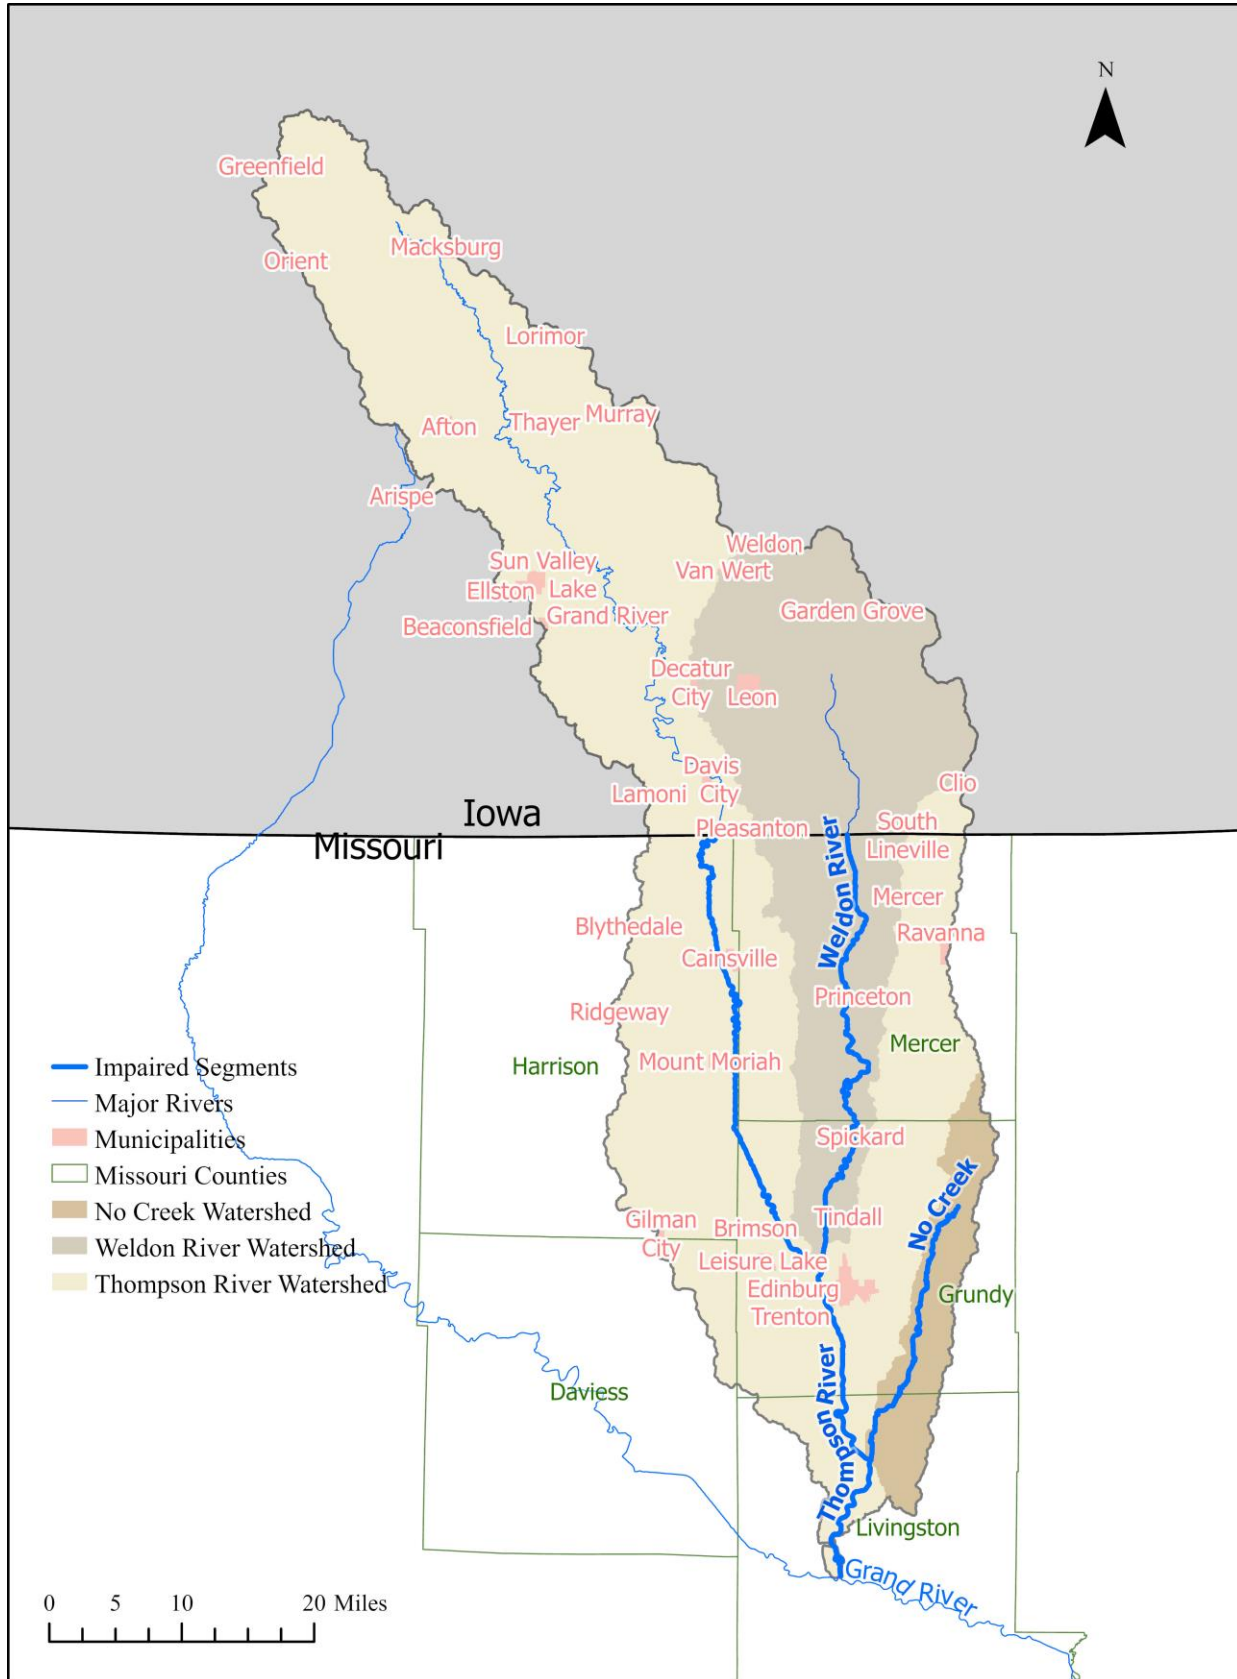 N
Greenfield
Orient
Macksburg
Lorimor
Afton
Thayer
Murray
Arispe
Weldon
Van Wert
Sun Valley
Lake
Ellston
Grand River
Beaconsfield
Garden Grove
Decatur
City
Leon
Davis
City
Lamoni
Clio
Iowa
Missouri
Pleasanton
South
Lineville
Weldon River
Mercer
Blythedale
Ravanna
Cainsville
Princeton
Ridgeway
Mercer
Harrison
Mount Moriah
Spickard
No Creek
Gilman
City
Brimson
Tindall
Leisure Lake
Edinburg
Trenton
Grundy
Thompson River
Daviess
Livingston
Grand River
Impaired Segments
Major Rivers
Municipalities
Missouri Counties
No Creek Watershed
Weldon River Watershed
Thompson River Watershed
0 5 10 20 Miles